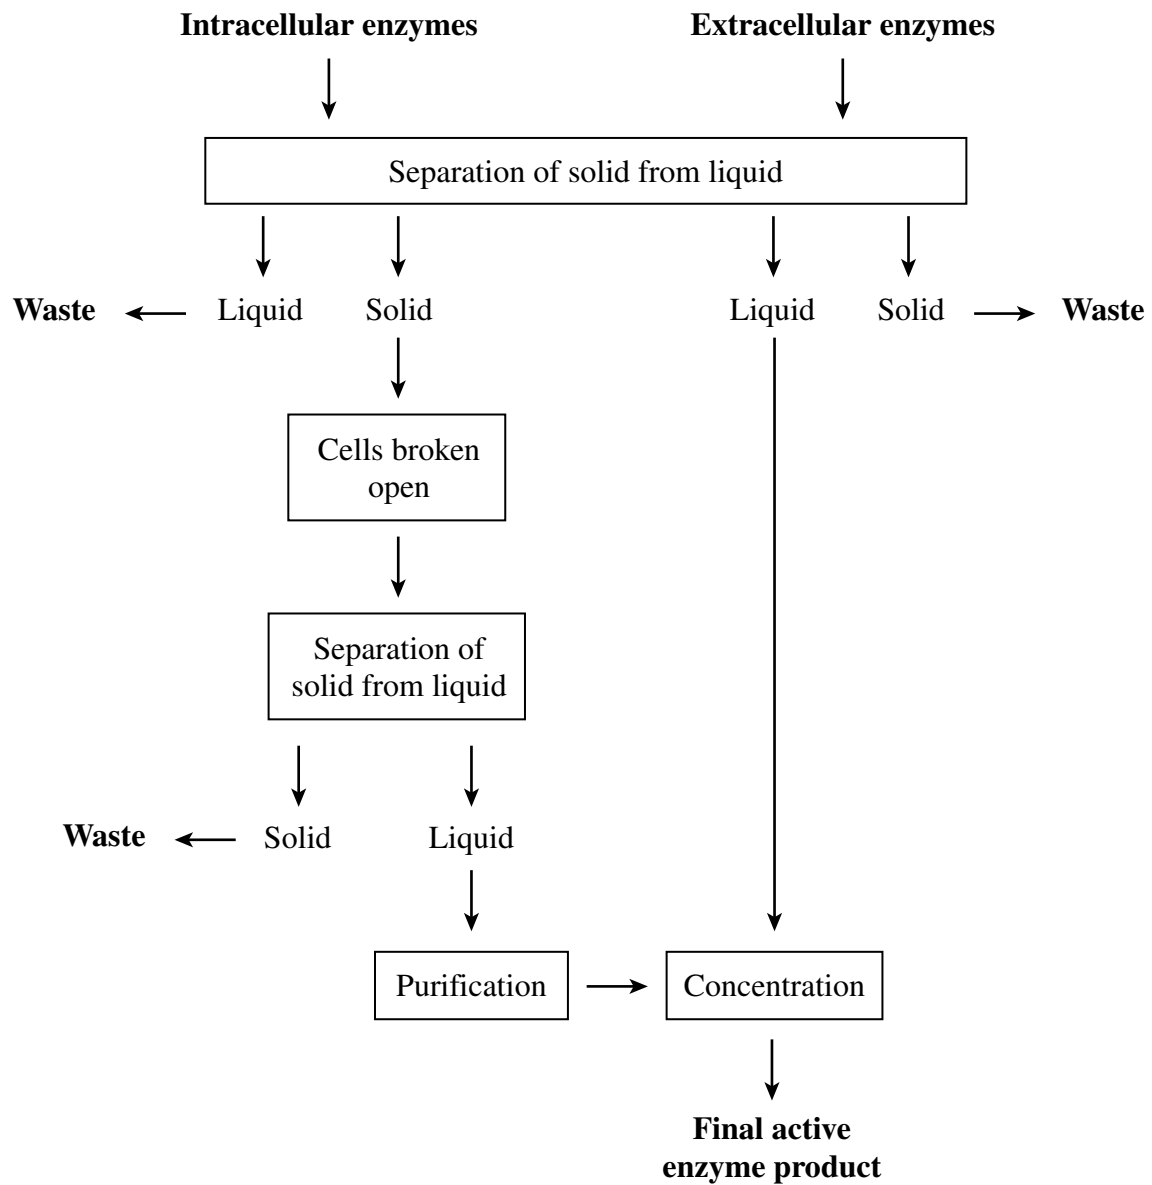 Intracellular enzymes
Extracellular enzymes
Separation of solid from liquid
Waste
Liquid
Solid
Liquid
Solid
Waste
Cells broken
open
Separation of
solid from liquid
Waste
Solid
Liquid
Purification
Concentration
Final active
enzyme product